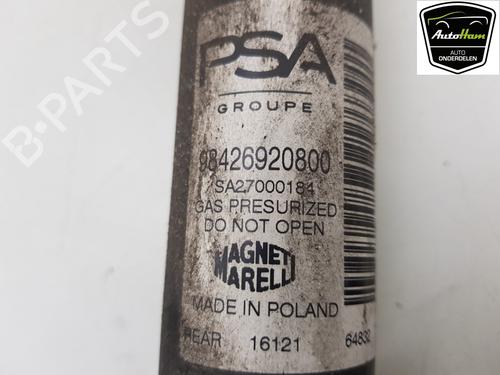 PSA
GROUPE
98426920800
SA27000184
GAS PRESURIZED
DO NOT OPEN
MAGNETI
MARELLI
MADE IN POLAND
REAR 16121 64832
AutoHam
AUTO
ONDERDELEN
B-PARTS